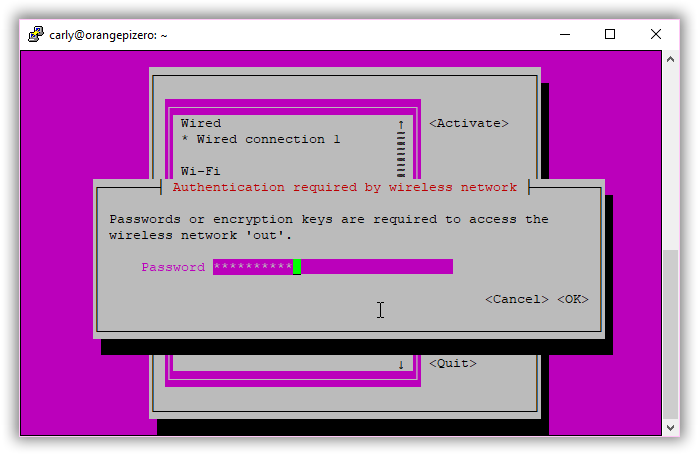 carly@orangepizero: ~
Wired
<Activate>
* Wired connection 1
Wi-Fi
Authentication required by wireless network
Passwords or encryption keys are required to access the
wireless network 'out'.
Password **********
<Cancel> <OK>
<Quit>